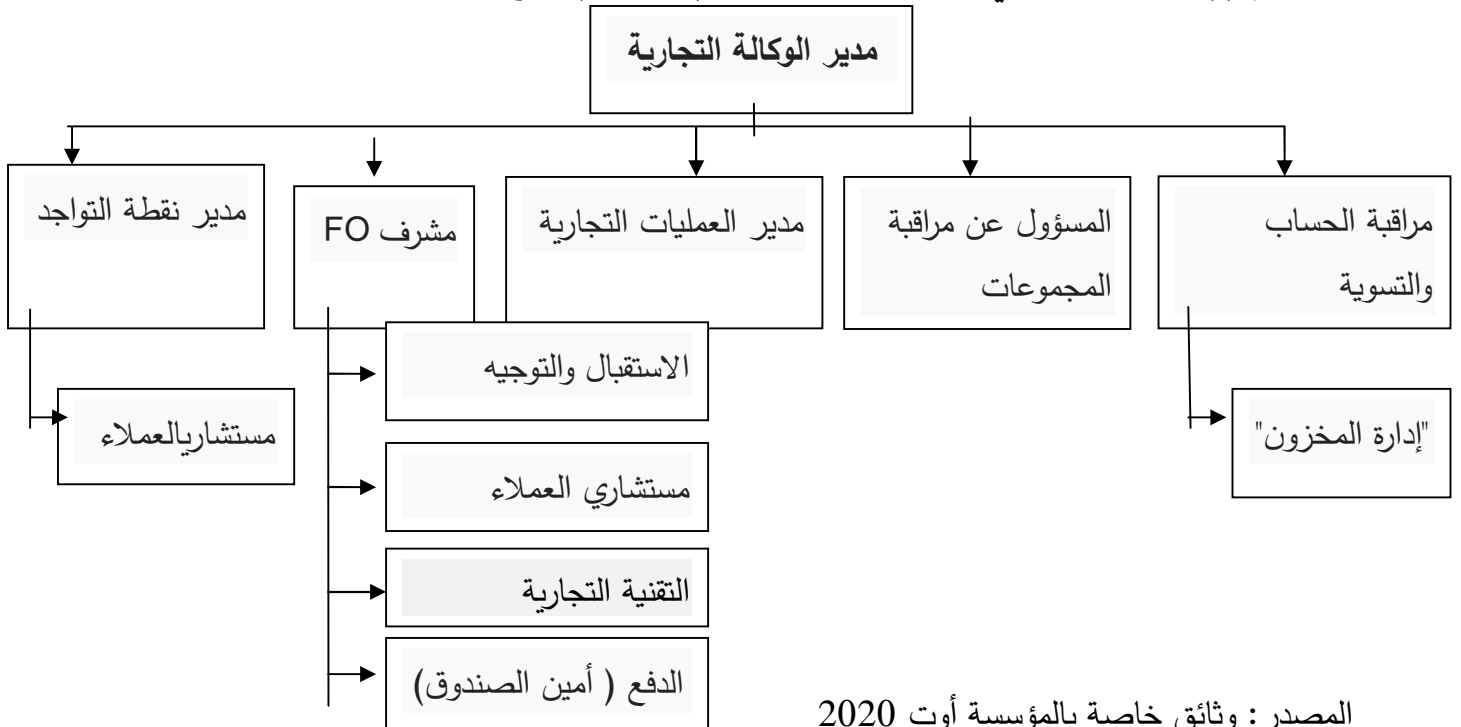 مدير الوكالة التجارية
مراقبة الحساب
والتسوية
المسؤول عن مراقبة
المجموعات
مدير العمليات التجارية
مشرف FO
مدير نقطة التواجد
"إدارة المخزون"
الاستقبال والتوجيه
مستشاري العملاء
التقنية التجارية
الدفع ( أمين الصندوق)
مستشاريالعملاء
المصدر : وثائق خاصة بالمؤسسة أوت 2020